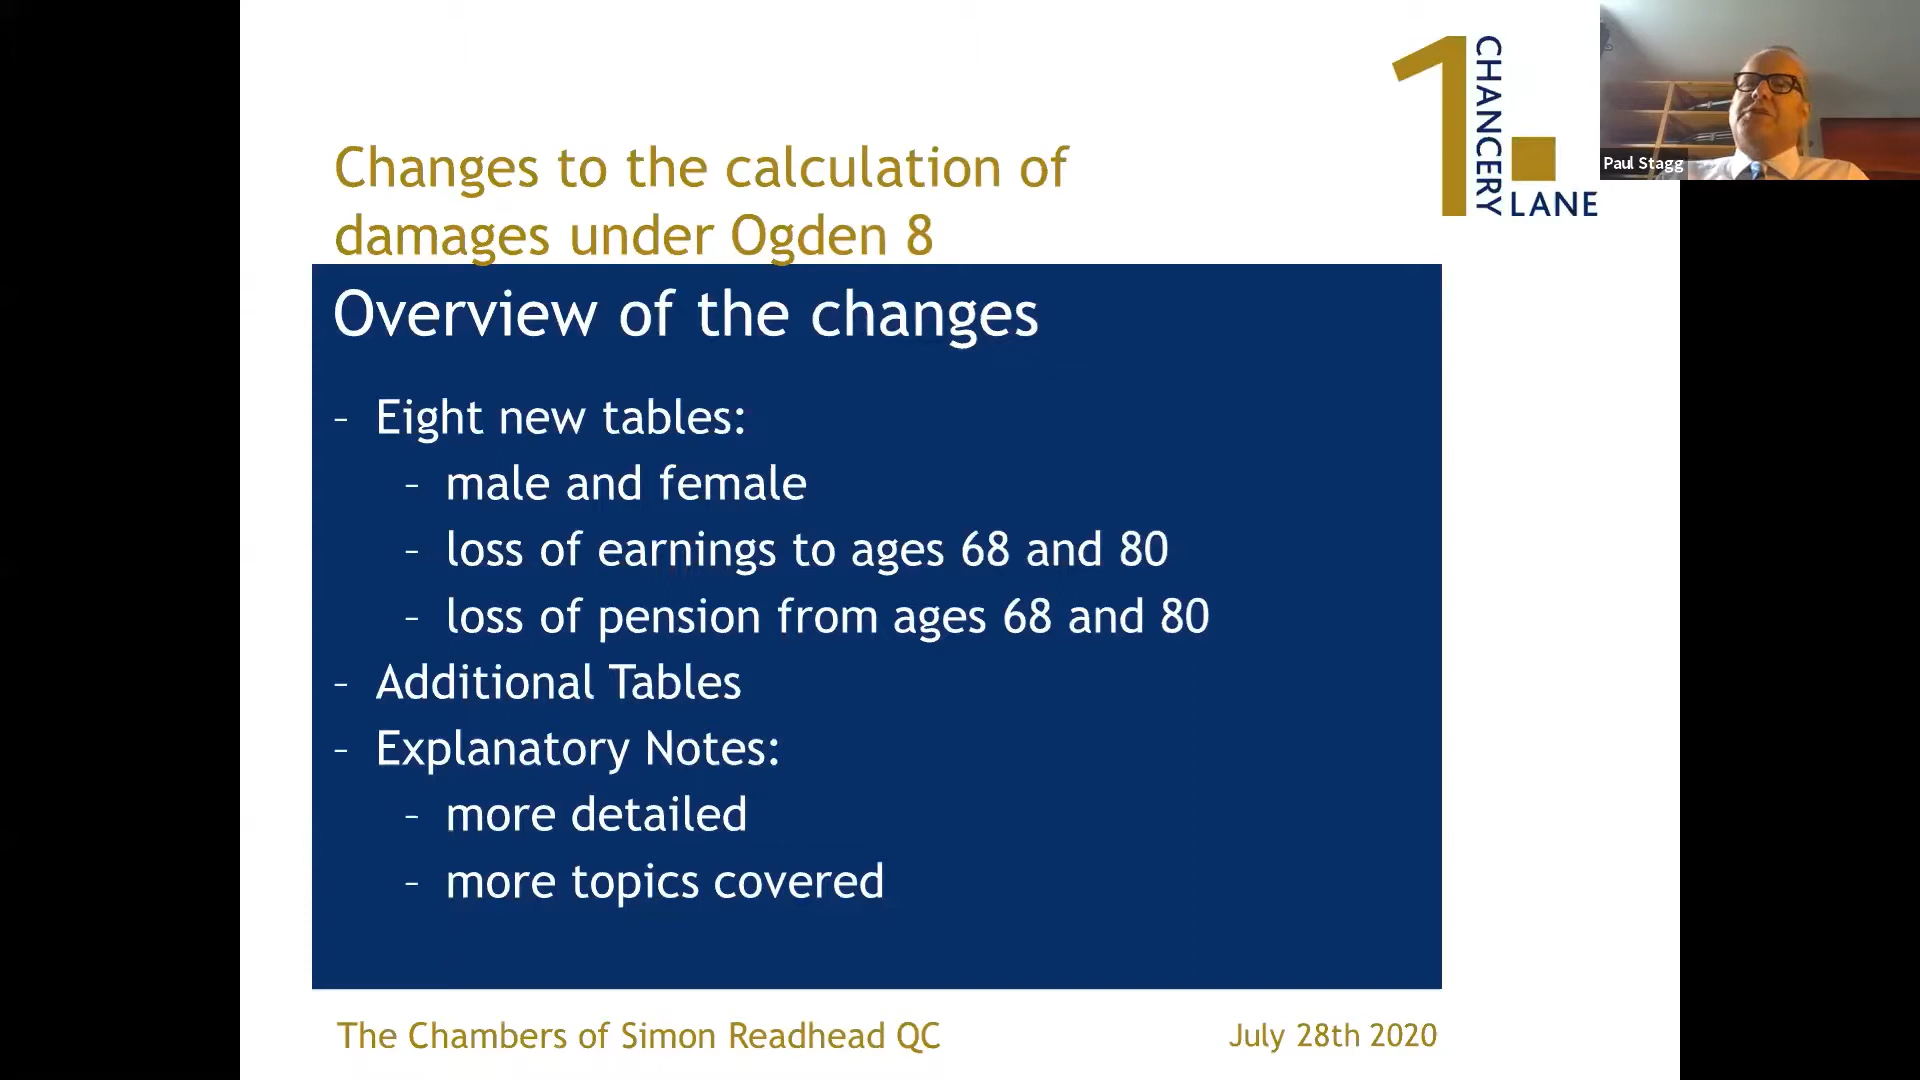 1
CHANCERY
LANE
Paul Stagg
Changes to the calculation of
damages under Ogden 8
Overview of the changes
– Eight new tables:
– male and female
– loss of earnings to ages 68 and 80
– loss of pension from ages 68 and 80
– Additional Tables
– Explanatory Notes:
– more detailed
– more topics covered
The Chambers of Simon Readhead QC
July 28th 2020